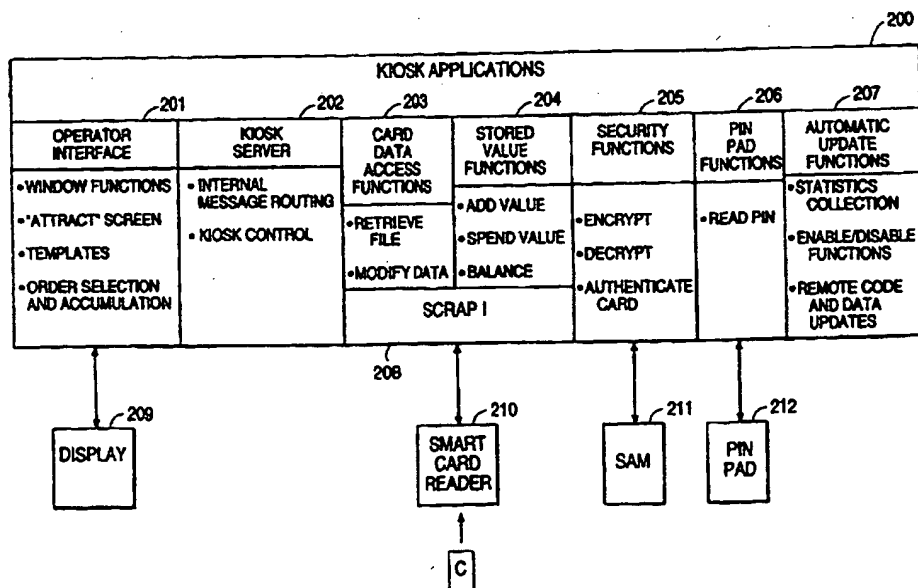 200
KIOSK APPLICATIONS
201
202
203
204
205
206
207
OPERATOR
INTERFACE
• WINDOW FUNCTIONS
• "ATTRACT" SCREEN
• TEMPLATES
• ORDER SELECTION
AND ACCUMULATION
KIOSK
SERVER
• INTERNAL
MESSAGE ROUTING
• KIOSK CONTROL
CARD
DATA
ACCESS
FUNCTIONS
• RETRIEVE
FILE
• MODIFY DATA
STORED
VALUE
FUNCTIONS
• ADD VALUE
• SPEND VALUE
• BALANCE
SCRAP I
208
SECURITY
FUNCTIONS
• ENCRYPT
• DECRYPT
• AUTHENTICATE
CARD
PIN
PAD
FUNCTIONS
• READ PIN
AUTOMATIC
UPDATE
FUNCTIONS
• STATISTICS
COLLECTION
• ENABLE/DISABLE
FUNCTIONS
• REMOTE CODE
AND DATA
UPDATES
209
DISPLAY
210
SMART
CARD
READER
211
SAM
212
PIN
PAD
C